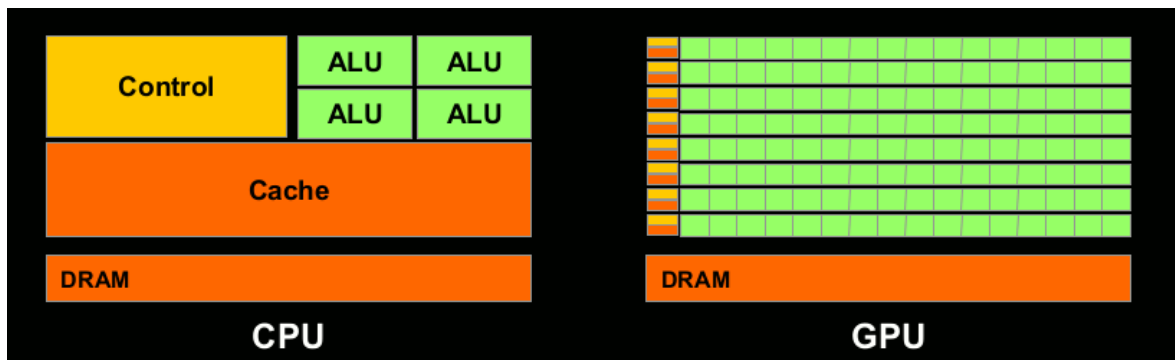 Control
ALU ALU
ALU ALU
Cache
DRAM
CPU
DRAM
GPU